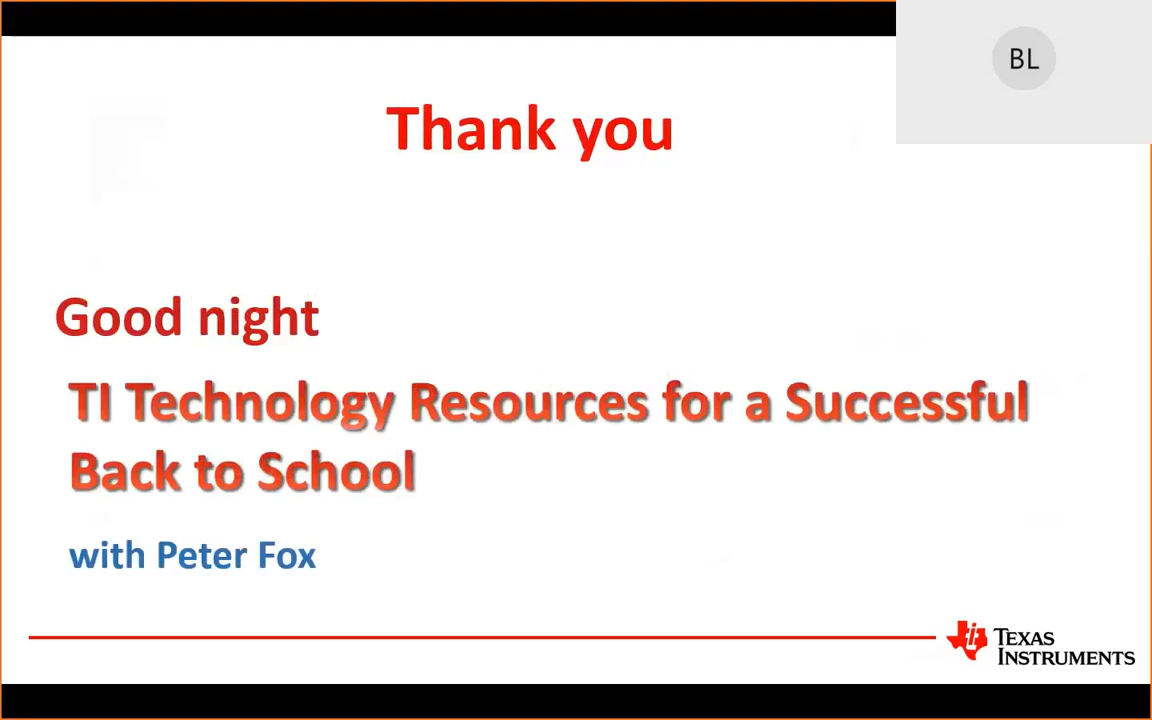 BL
Thank you
Good night
TI Technology Resources for a Successful
Back to School
with Peter Fox
TEXAS
INSTRUMENTS